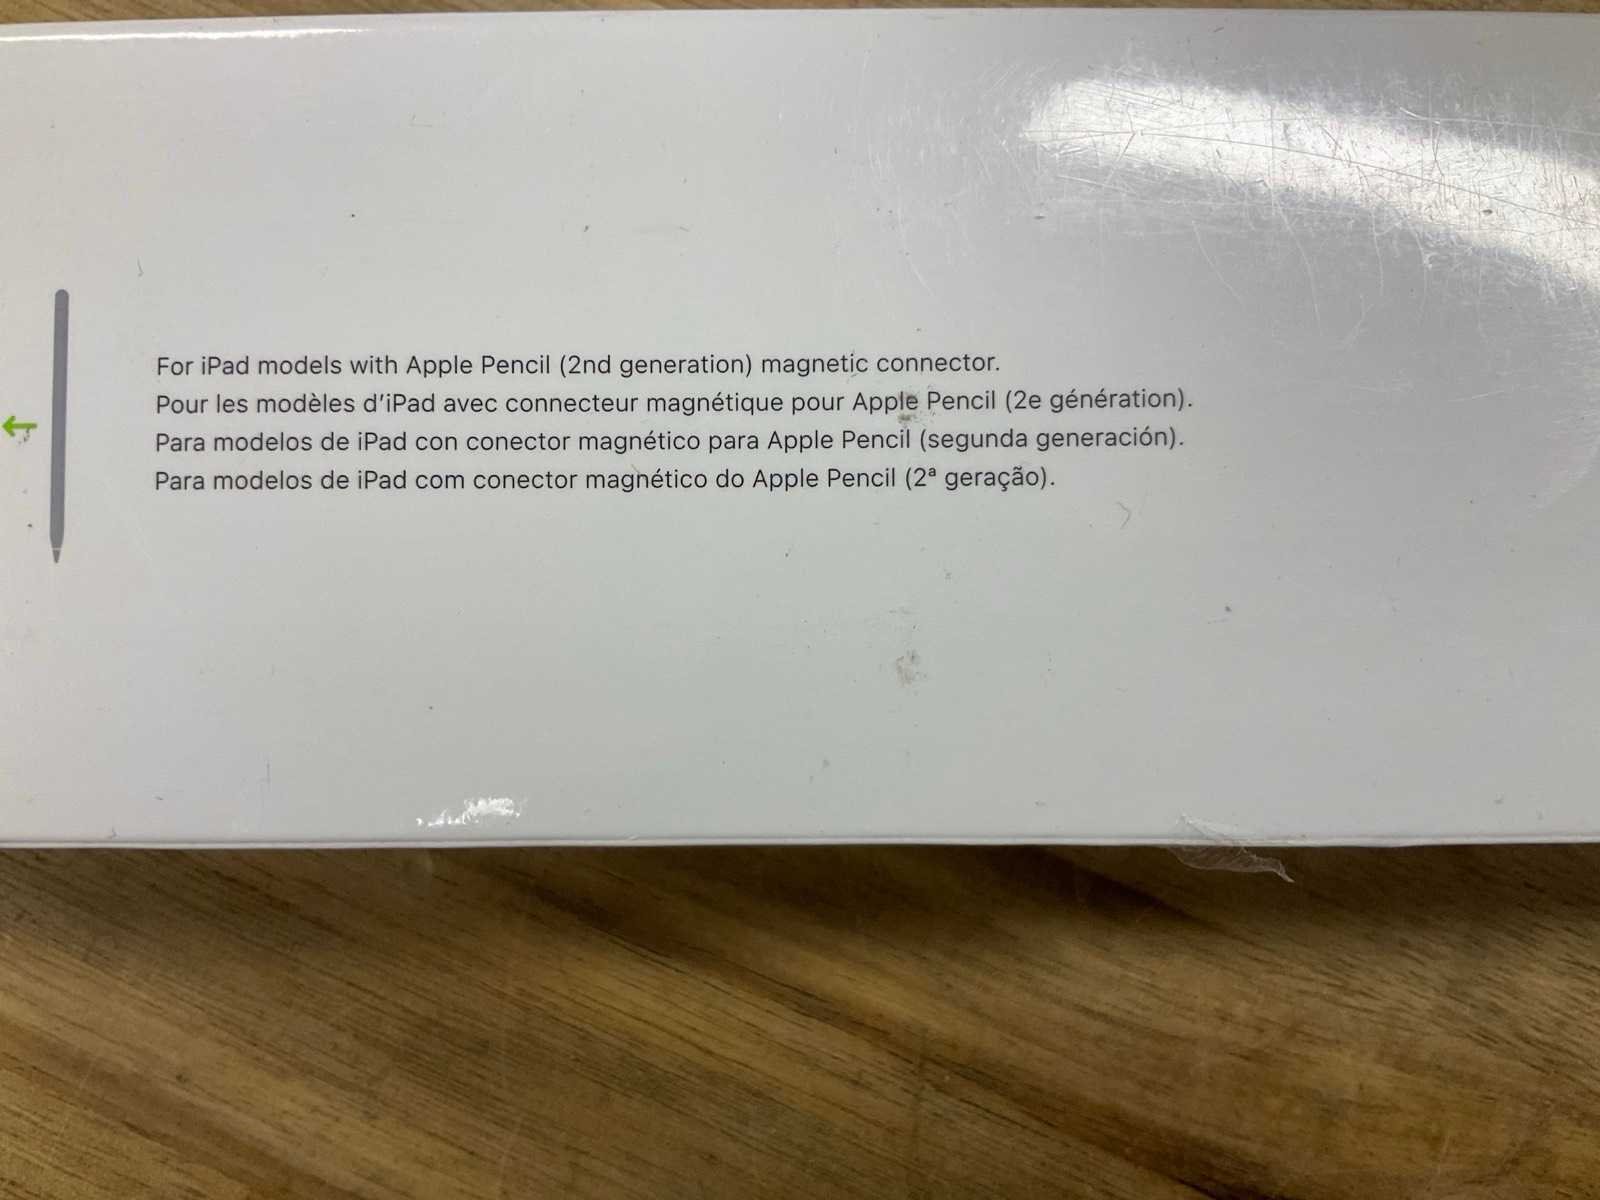 For iPad models with Apple Pencil (2nd generation) magnetic connector.
Pour les modèles d’iPad avec connecteur magnétique pour Apple Pencil (2e génération).
Para modelos de iPad con conector magnético para Apple Pencil (segunda generación).
Para modelos de iPad com conector magnético do Apple Pencil (2ª geração).